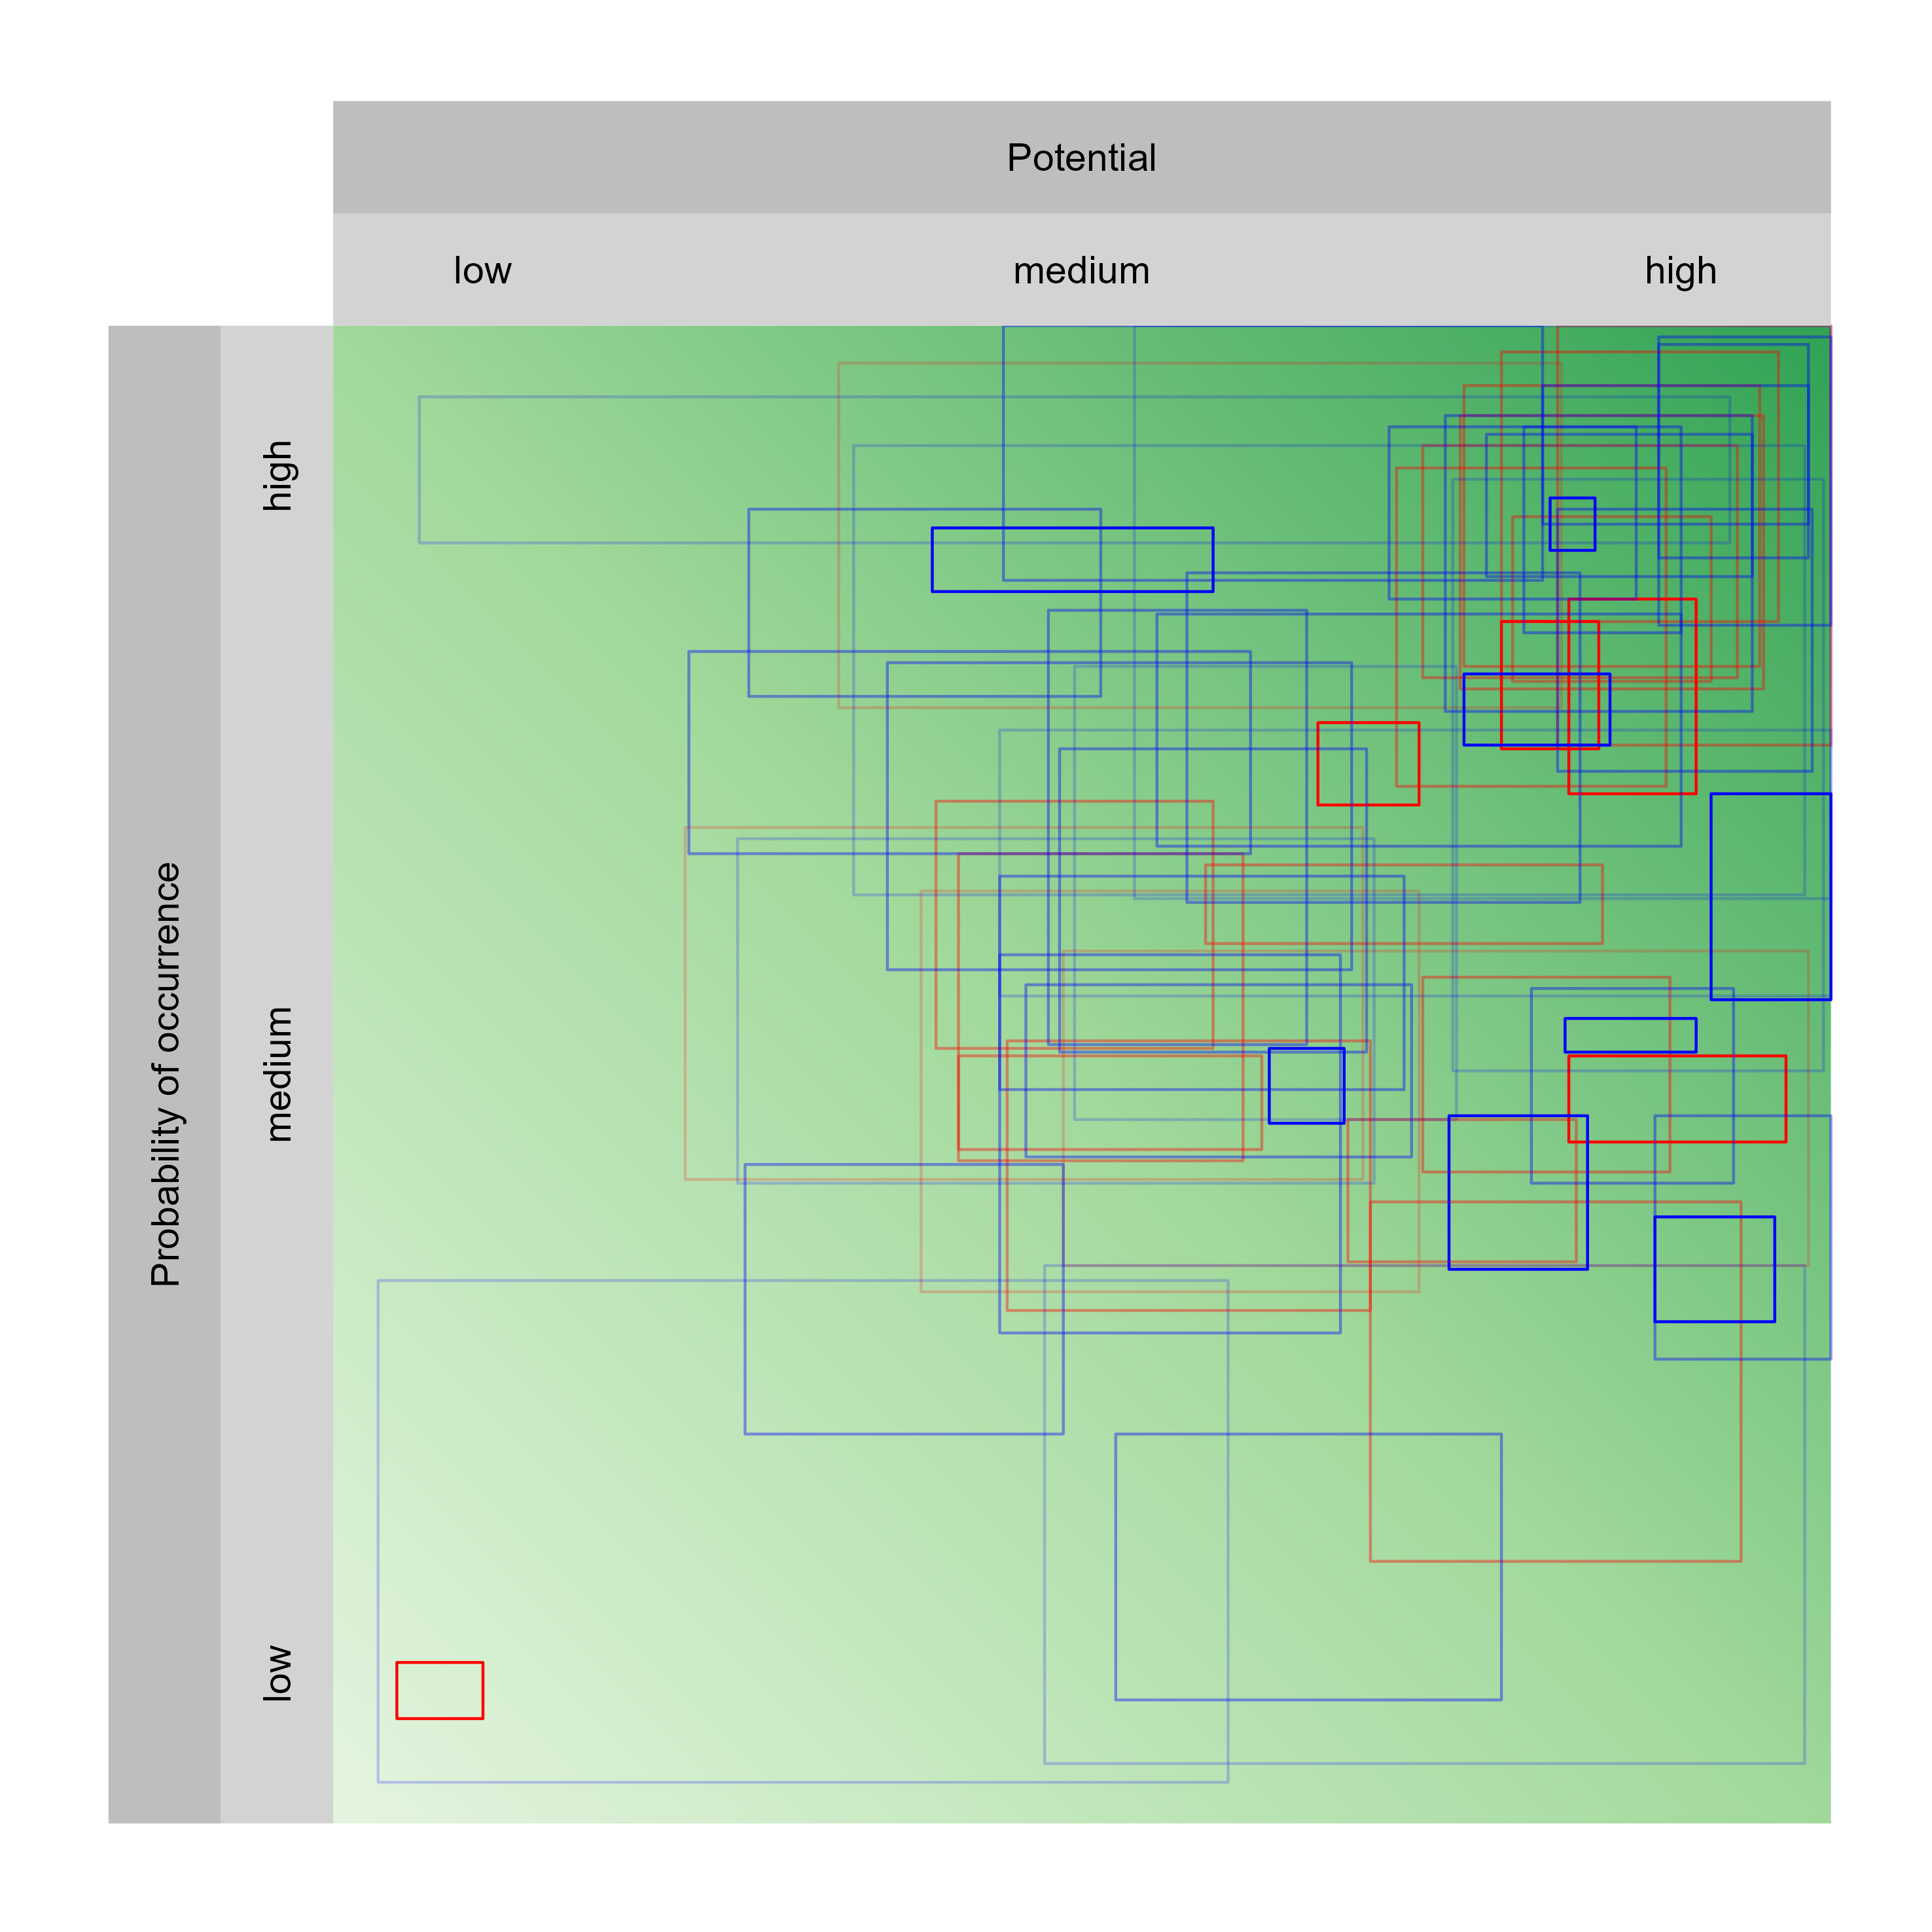 Potential
low medium high
Probability of occurrence
high
medium
low